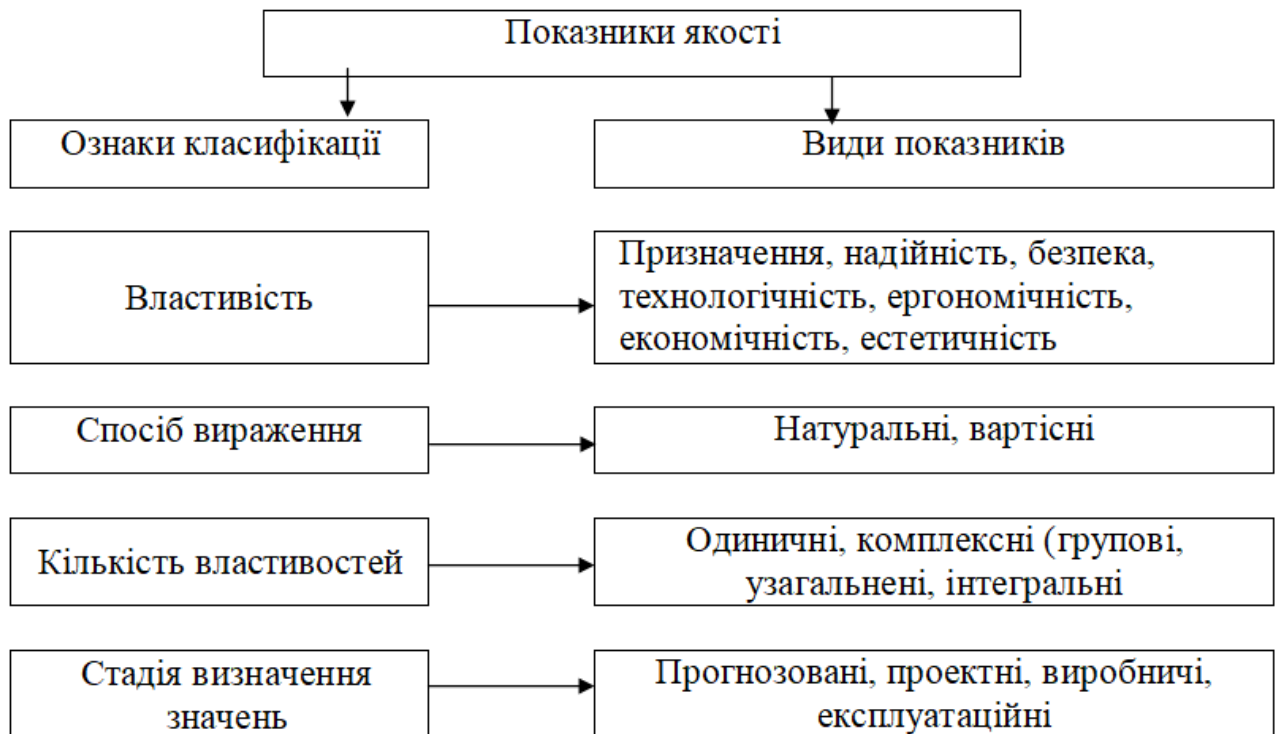 Показники якості
Ознаки класифікації
Види показників
Властивість
Призначення, надійність, безпека,
технологічність, ергономічність,
економічність, естетичність
Спосіб вираження
Натуральні, вартісні
Кількість властивостей
Одиничні, комплексні (групові,
узагальнені, інтегральні
Стадія визначення
значень
Прогнозовані, проектні, виробничі,
експлуатаційні